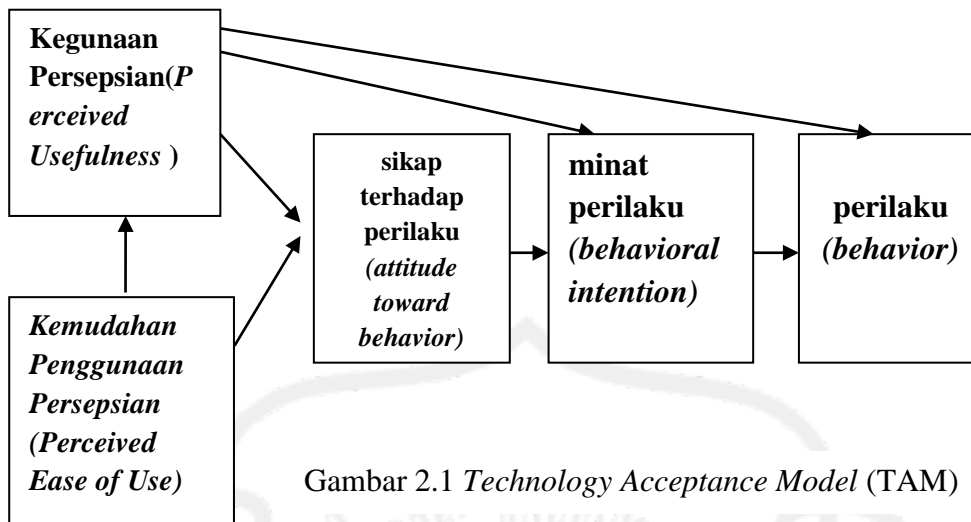 Kegunaan
Persepsian(P
erceived
Usefulness )
sikap
terhadap
perilaku
(attitude
toward
behavior)
minat
perilaku
(behavioral
intention)
perilaku
(behavior)
Kemudahan
Penggunaan
Persepsian
(Perceived
Ease of Use)
Gambar 2.1 Technology Acceptance Model (TAM)